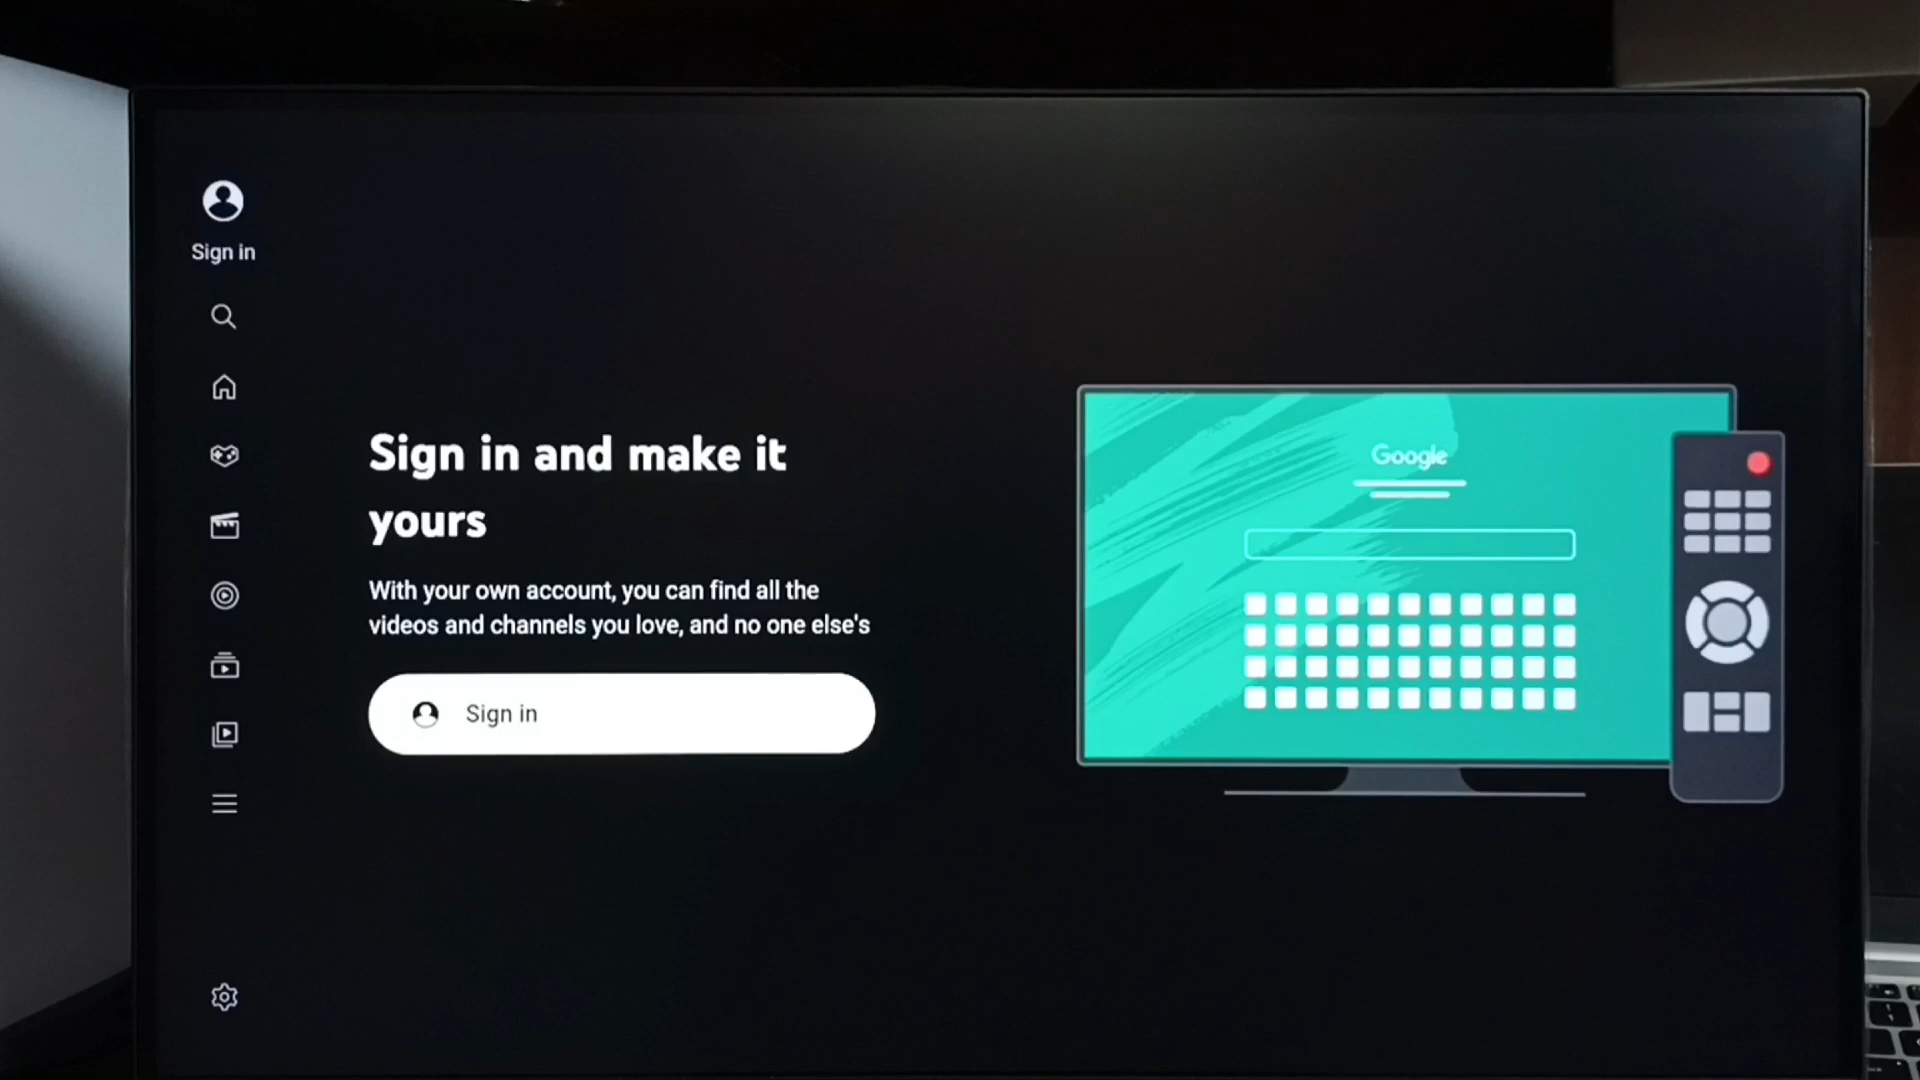 Sign in
Sign in and make it
yours
With your own account, you can find all the
videos and channels you love, and no one else's
Sign in
Google